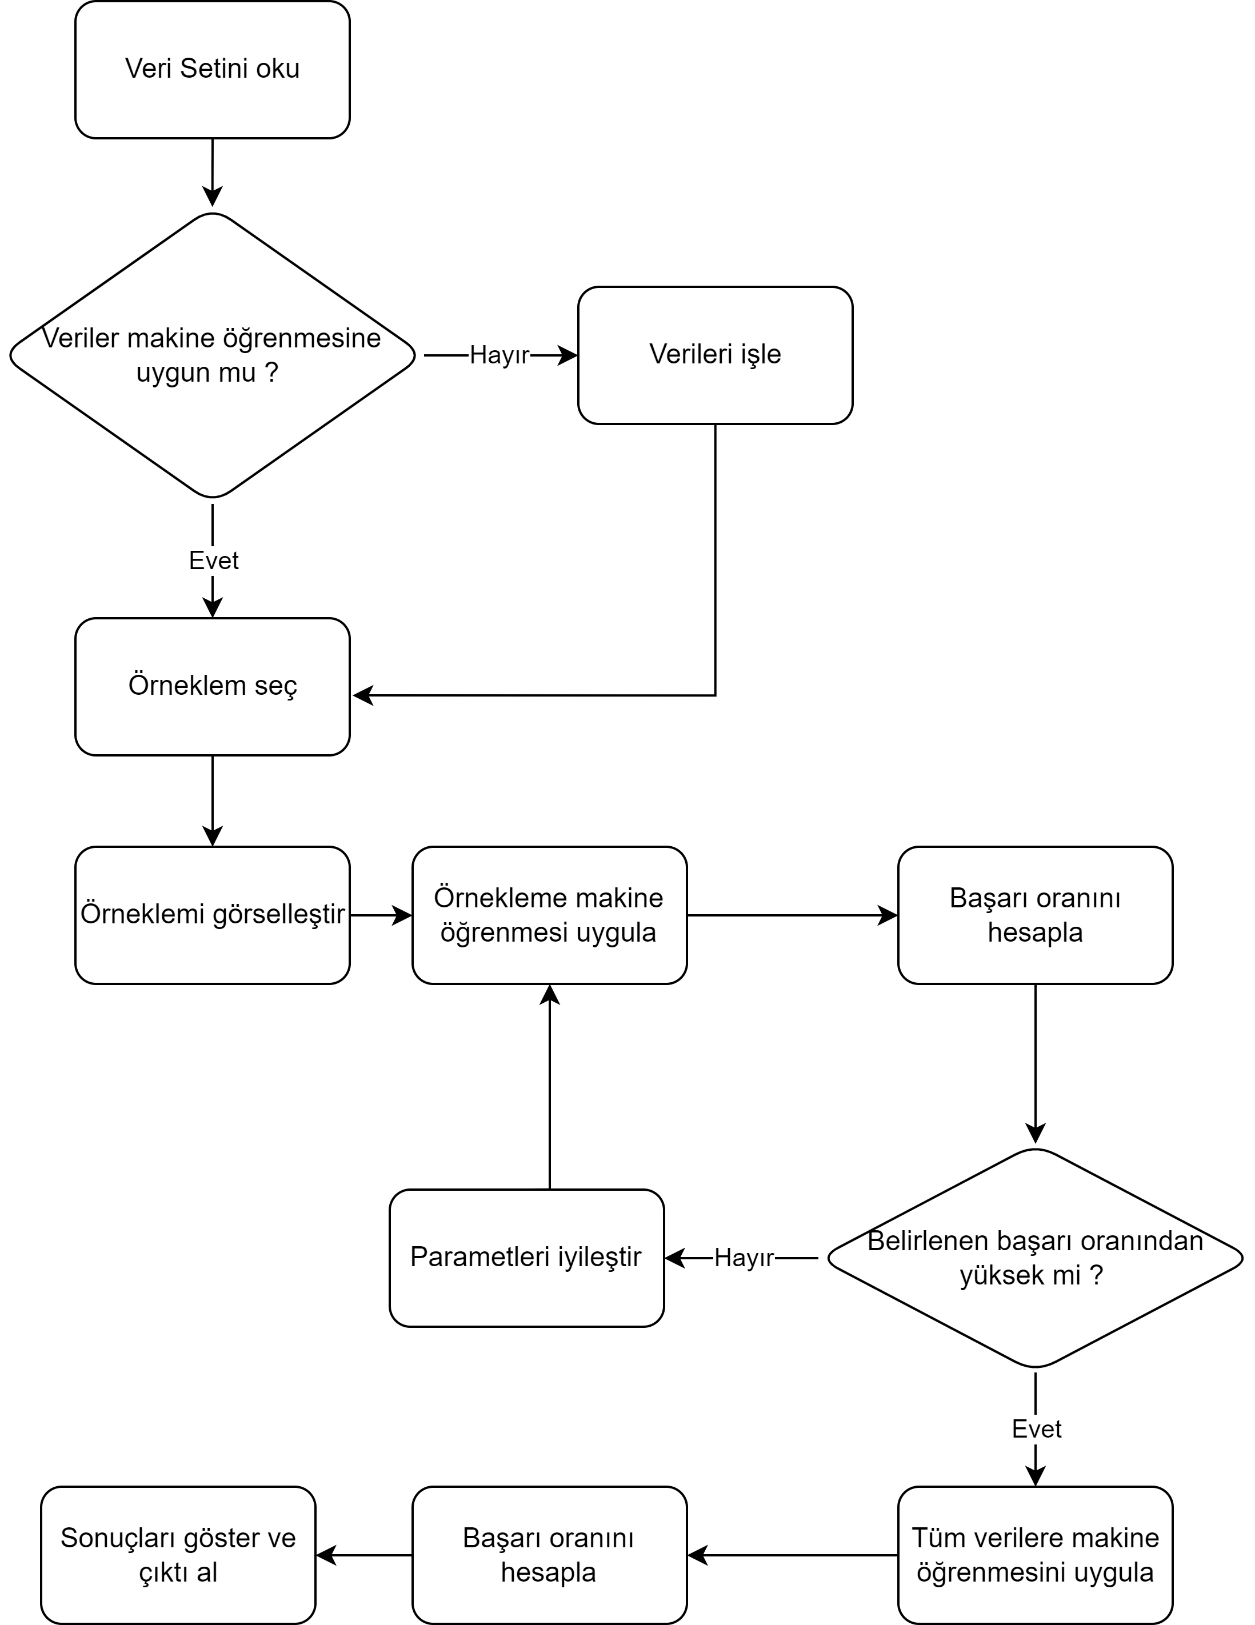 Veri Setini oku
Veriler makine öğrenmesine
uygun mu ?
Hayır
Verileri işle
Evet
Örneklem seç
Örneklemi görselleştir
Örnekleme makine
öğrenmesi uygula
Başarı oranını
hesapla
Belirlenen başarı oranından
yüksek mi ?
Hayır
Parametleri iyileştir
Evet
Tüm verilere makine
öğrenmesini uygula
Başarı oranını
hesapla
Sonuçları göster ve
çıktı al